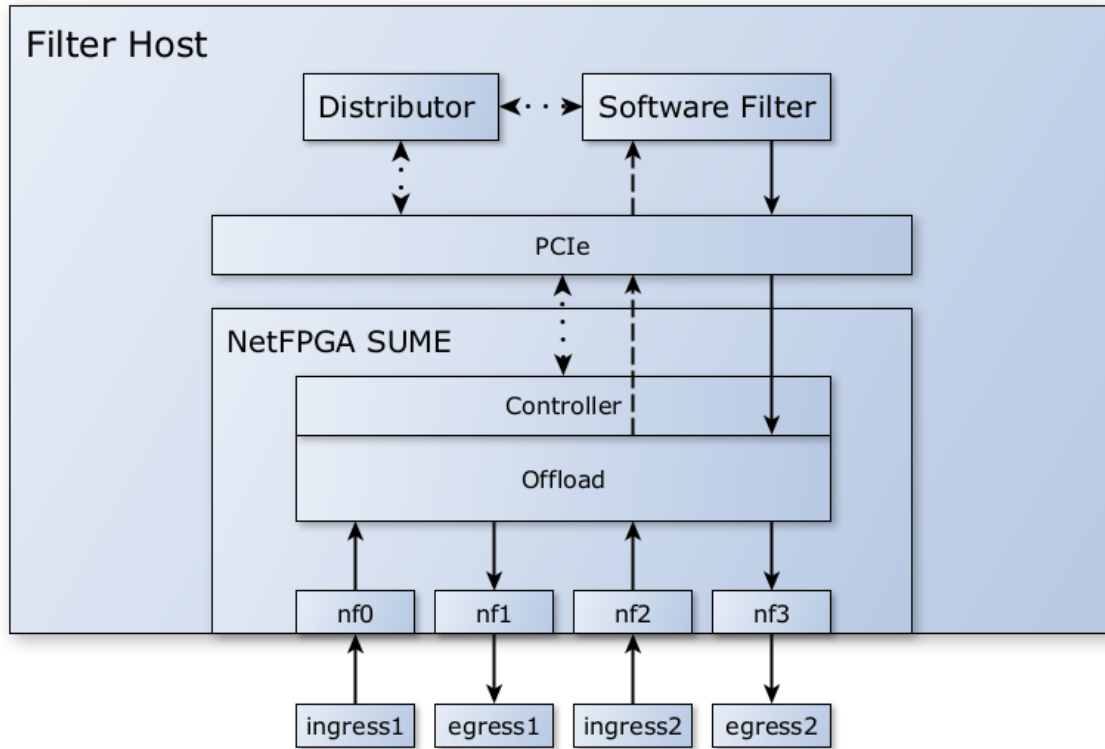 Filter Host
Distributor
Software Filter
PCIe
NetFPGA SUME
Controller
Offload
nf0
nf1
nf2
nf3
ingress1
egress1
ingress2
egress2